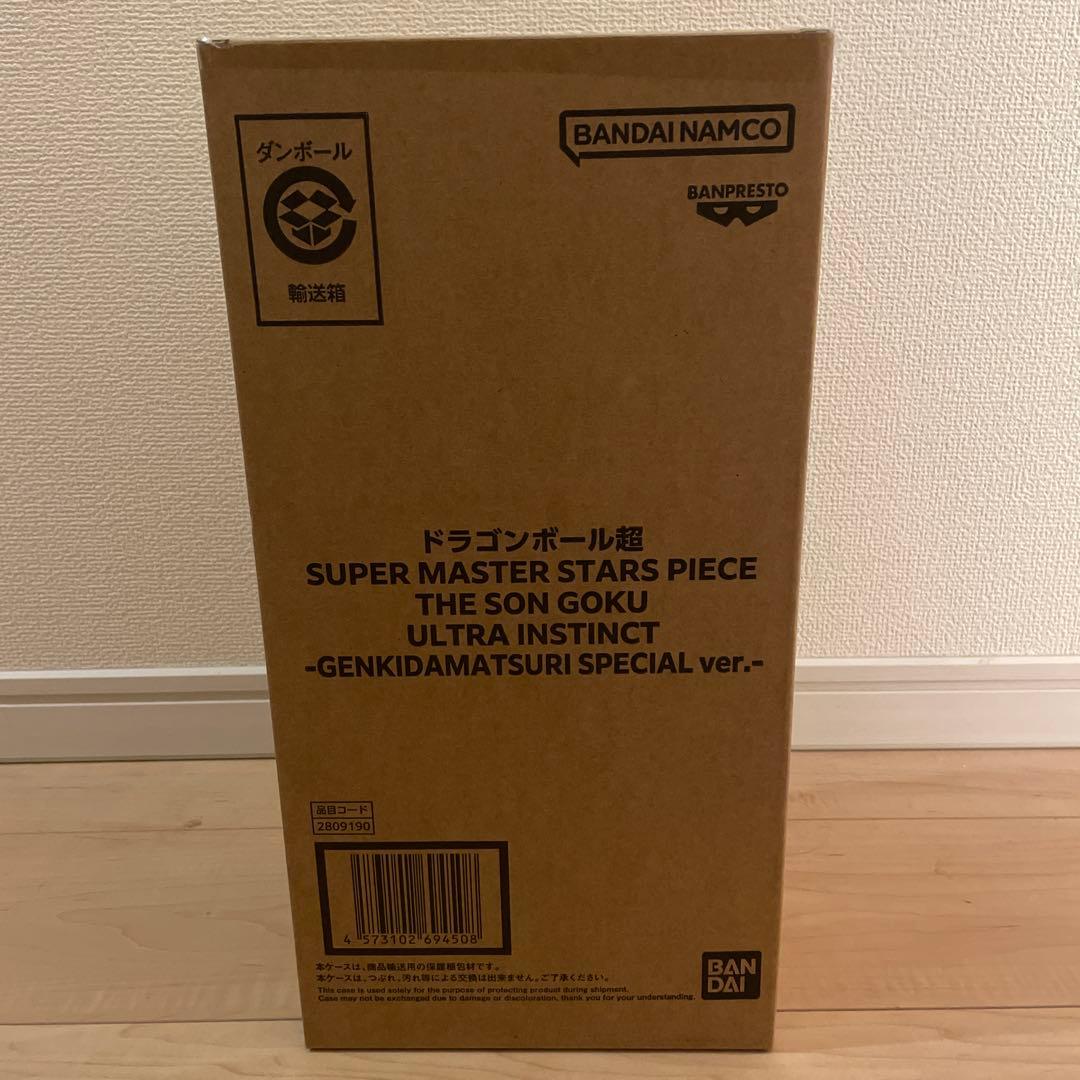 ダンボール
輸送箱
BANDAI NAMCO
BANPRESTO
ドラゴンボール超
SUPER MASTER STARS PIECE
THE SON GOKU
ULTRA INSTINCT
-GENKIDAMATSURI SPECIAL ver.-
品目コード
2809190
4 573102 694508
本ケースは、商品輸送用の保護梱包材です。
本ケースは、つぶれ、汚れ等による交換は出来ません。ご了承ください。
This case is used solely for the purpose of protecting product during shipment.
Case may not be exchanged due to damage or discoloration, thank you for your understanding.
BAN
DAI